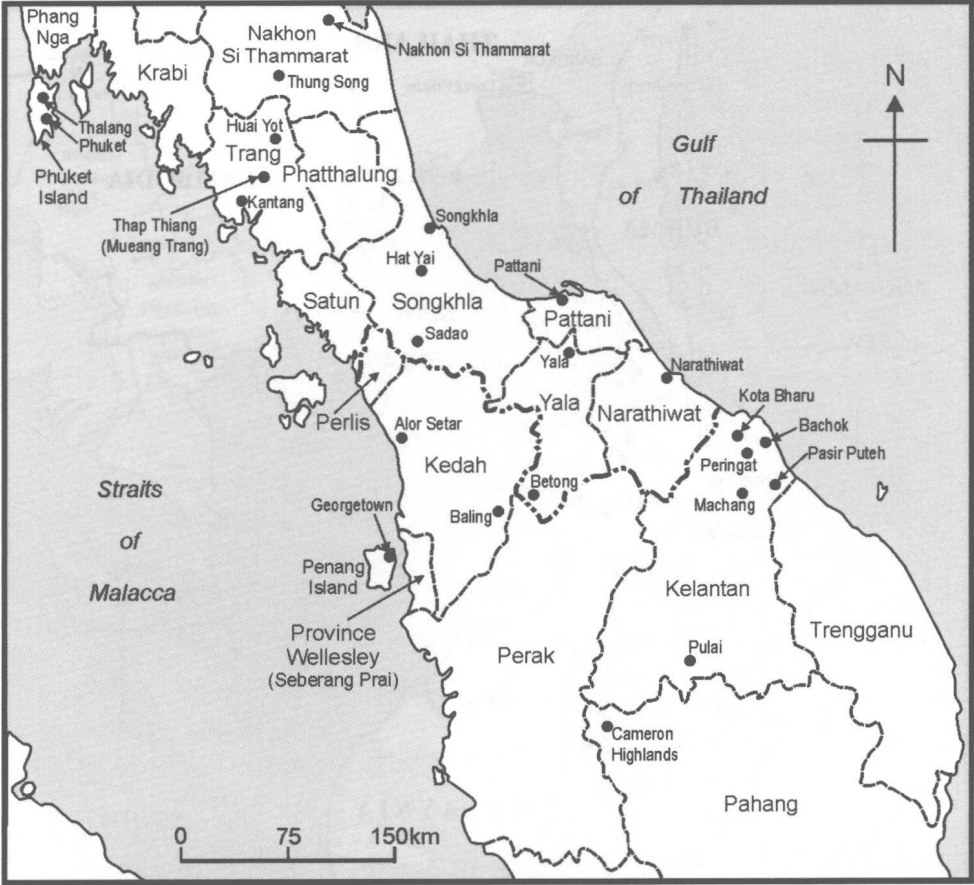 Phang
Nga
Nakhon
Si Thammarat
Nakhon Si Thammarat
Krabi
Thung Song
N
Thalang
Phuket
Phuket
Island
Huai Yot
Trang
Phatthalung
Gulf
of Thailand
Kantang
Thap Thiang
(Mueang Trang)
Songkhla
Hat Yai
Pattani
Satun
Songkhla
Pattani
Sadao
Yala
Narathiwat
Perlis
Yala
Narathiwat
Kota Bharu
Alor Setar
Bachok
Kedah
Peringat
Pasir Puteh
Straits
of
Malacca
Betong
Machang
Georgetown
Baling
Penang
Island
Kelantan
Province
Wellesley
(Seberang Prai)
Trengganu
Perak
Pulai
Cameron
Highlands
Pahang
0 75 150km